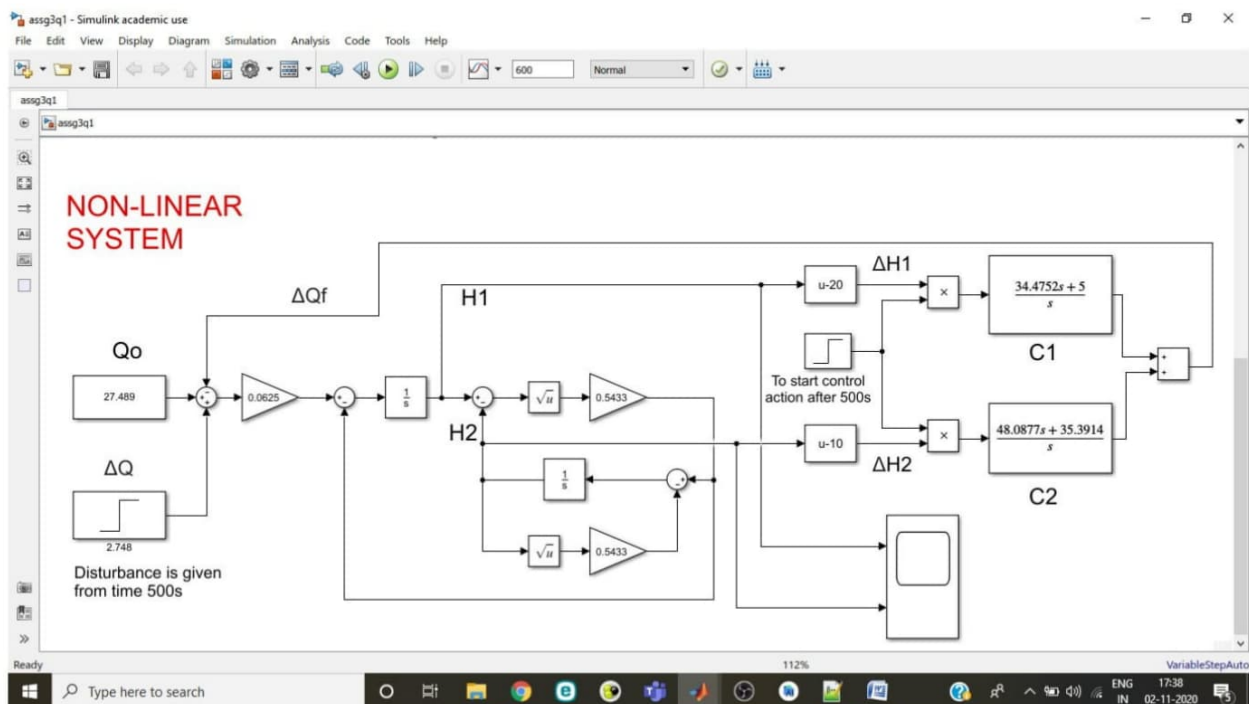 assg3q1 - Simulink academic use
File Edit View Display Diagram Simulation Analysis Code Tools Help
600 Normal
assg3q1
assg3q1
NON-LINEAR
SYSTEM
ΔQf
H1
u-20
ΔH1
×
34.4752s + 5
s
C1
Qo
27.489
0.0625
1
s
√u
0.5433
To start control
action after 500s
+
+
H2
u-10
ΔH2
×
48.0877s + 35.3914
s
C2
ΔQ
2.748
Disturbance is given
from time 500s
1
s
√u
0.5433
Ready 112% VariableStepAuto
Type here to search
ENG 17:38
IN 02-11-2020
5